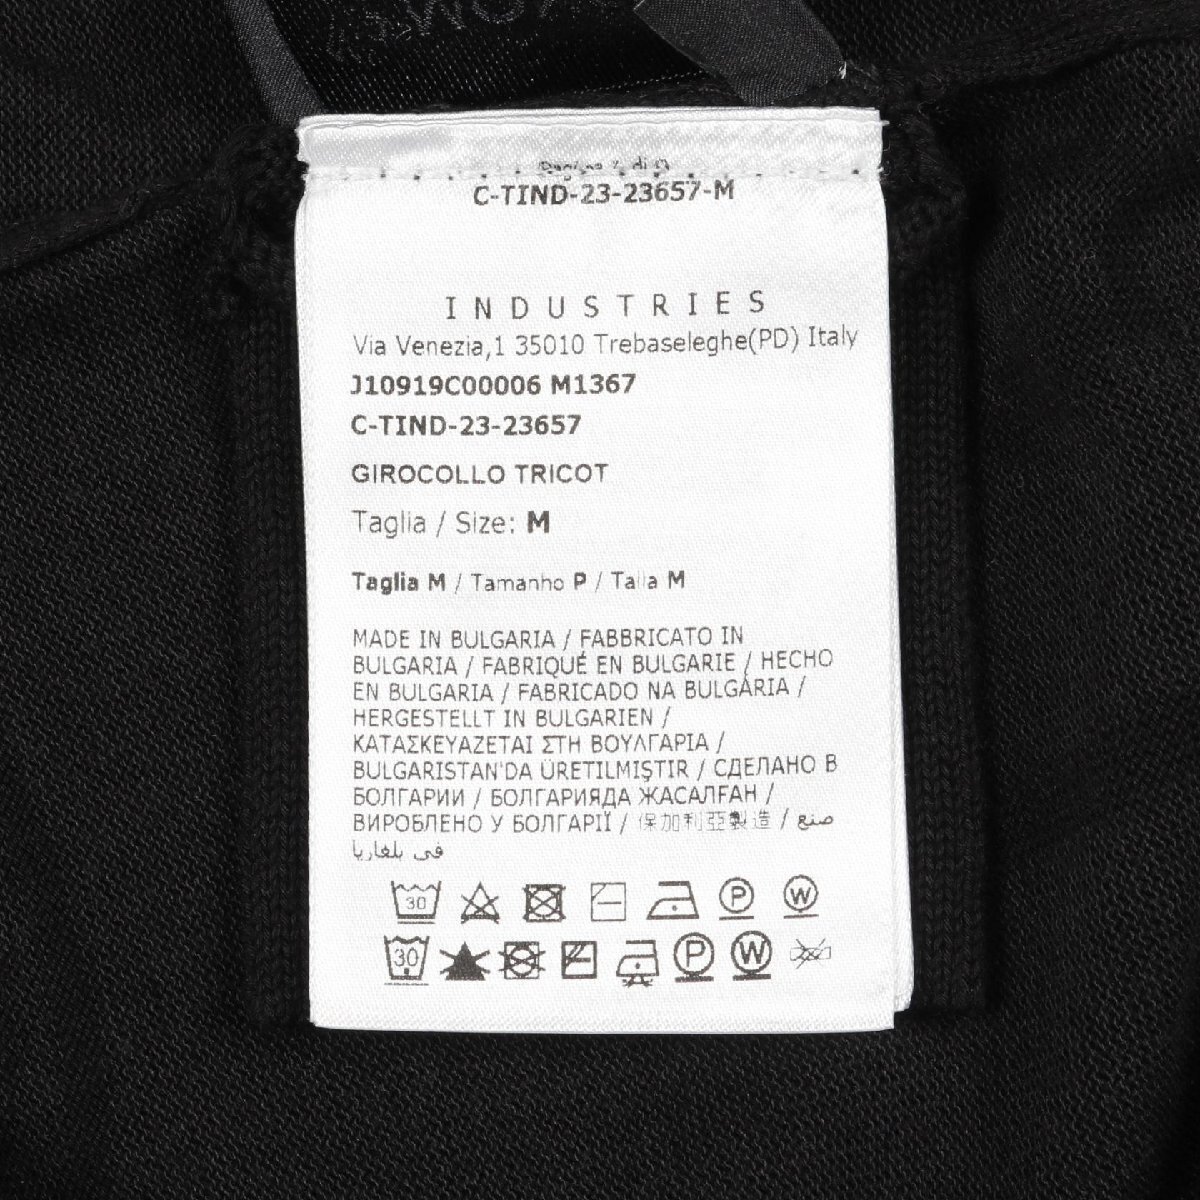 C-TIND-23-23657-M
INDUSTRIES
Via Venezia,1 35010 Trebaseleghe(PD) Italy
J10919C00006 M1367
C-TIND-23-23657
GIROCOLLO TRICOT
Taglia / Size: M
Taglia M / Tamanho P / Talla M
MADE IN BULGARIA / FABBRICATO IN
BULGARIA / FABRIQUÉ EN BULGARIE / HECHO
EN BULGARIA / FABRICADO NA BULGÁRIA /
HERGESTELLT IN BULGARIEN /
ΚΑΤΑΣΚΕΥΑΖΕΤΑΙ ΣΤΗ ΒΟΥΛΓΑΡΙΑ /
BULGARISTAN'DA ÜRETILMIŞTIR / СДЕЛАНО В
БОЛГАРИИ / БОЛГАРИЯДА ЖАСАЛҒАН /
ВИРОБЛЕНО У БОЛГАРІЇ / 保加利亞製造 / صنع
في بلغاريا
30 P W
30 P W